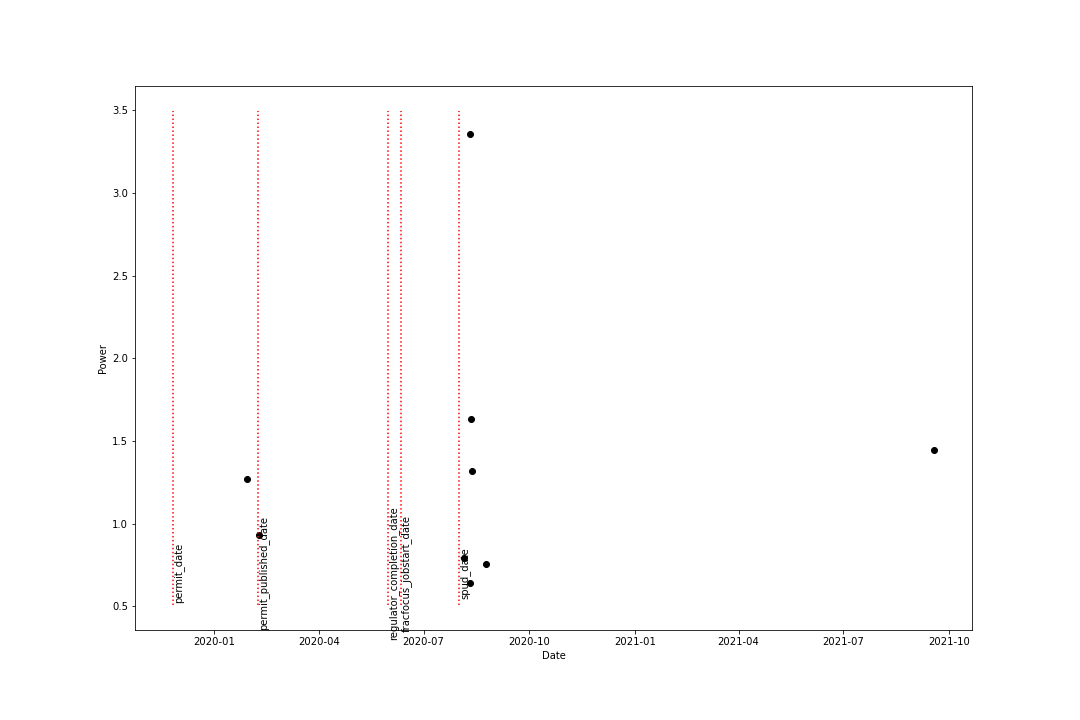 3.5
3.0
2.5
2.0
1.5
1.0
0.5
Power
permit_date
permit_published_date
regulator_completion_date
fracfocus_jobstart_date
spud_date
2020-01
2020-04
2020-07
2020-10
2021-01
2021-04
2021-07
2021-10
Date